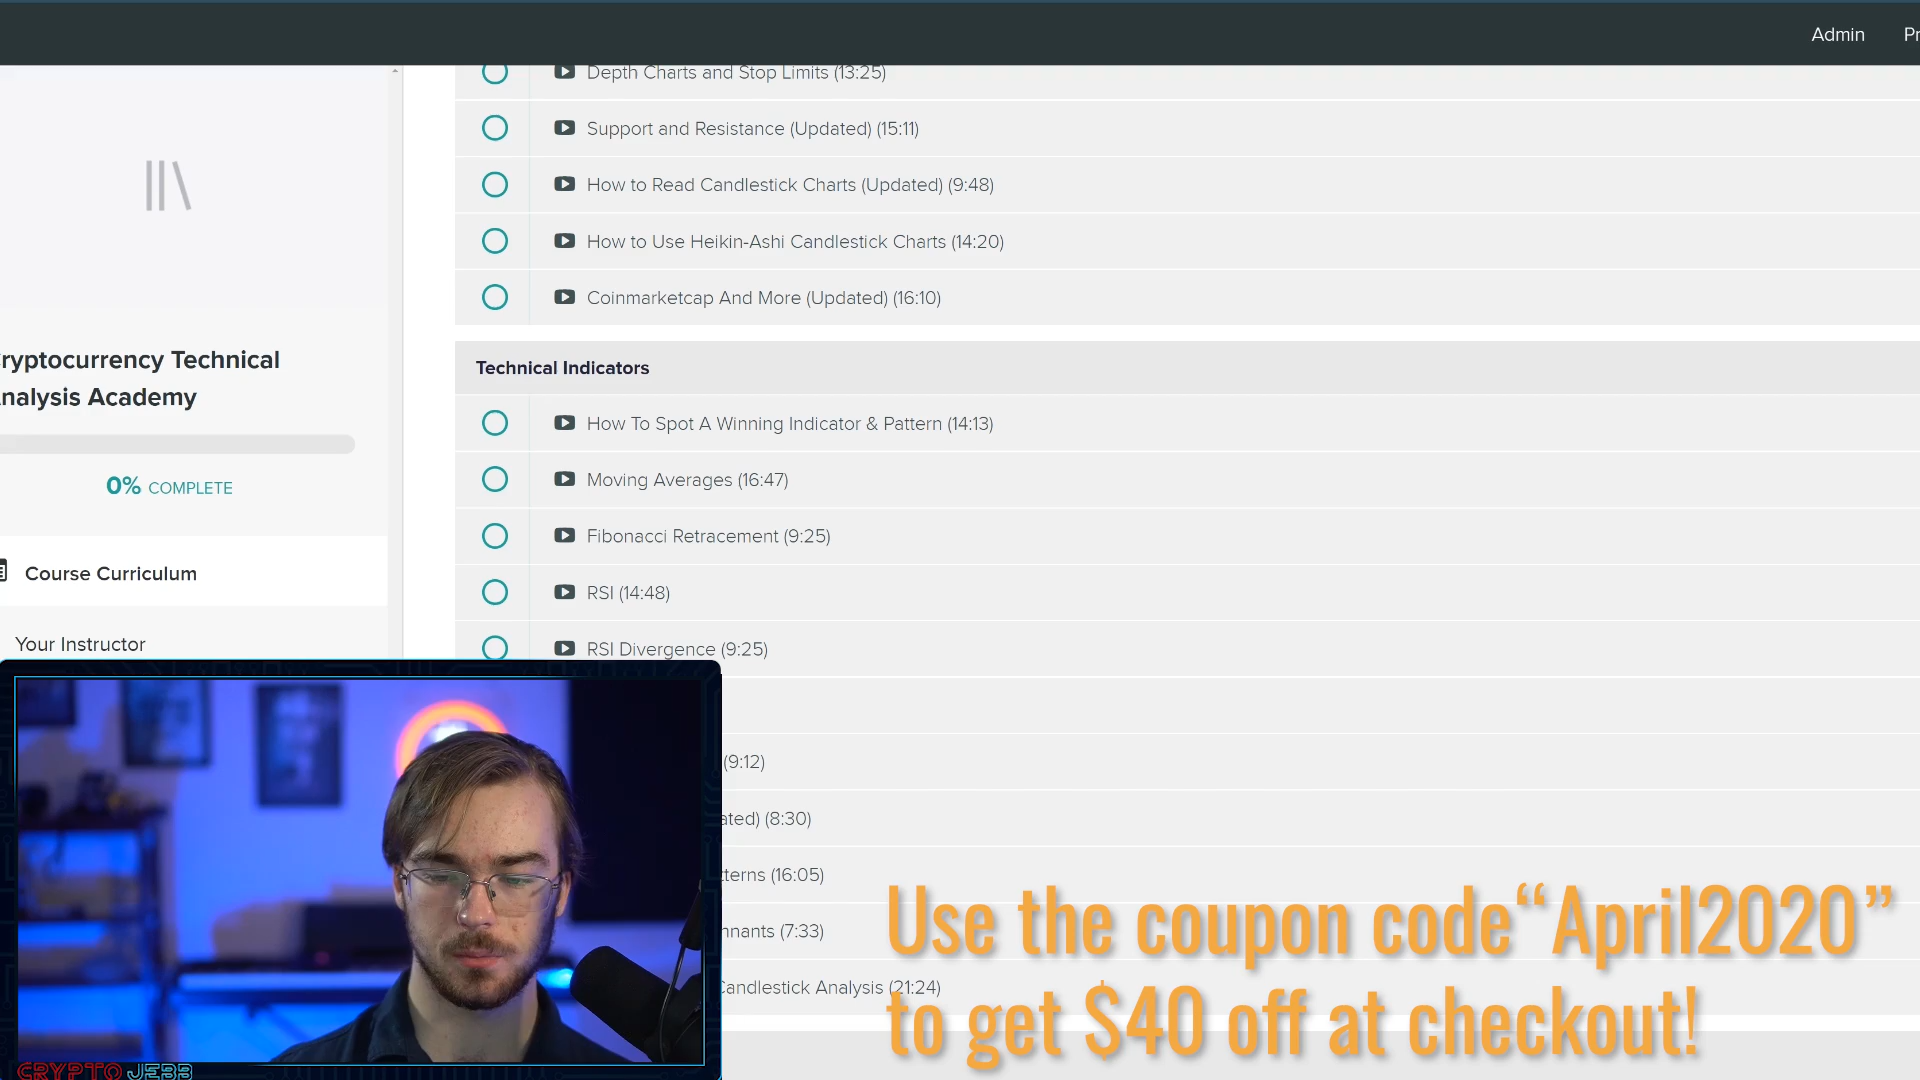 Admin
Depth Charts and Stop Limits (13:25)
Support and Resistance (Updated) (15:11)
How to Read Candlestick Charts (Updated) (9:48)
How to Use Heikin-Ashi Candlestick Charts (14:20)
Coinmarketcap And More (Updated) (16:10)
ryptocurrency Technical
nalysis Academy
0% COMPLETE
Course Curriculum
Your Instructor
Technical Indicators
How To Spot A Winning Indicator & Pattern (14:13)
Moving Averages (16:47)
Fibonacci Retracement (9:25)
RSI (14:48)
RSI Divergence (9:25)
(9:12)
ated) (8:30)
tterns (16:05)
nnants (7:33)
Candlestick Analysis (21:24)
Use the coupon code“April2020”
to get $40 off at checkout!
CRYPTO JEBB